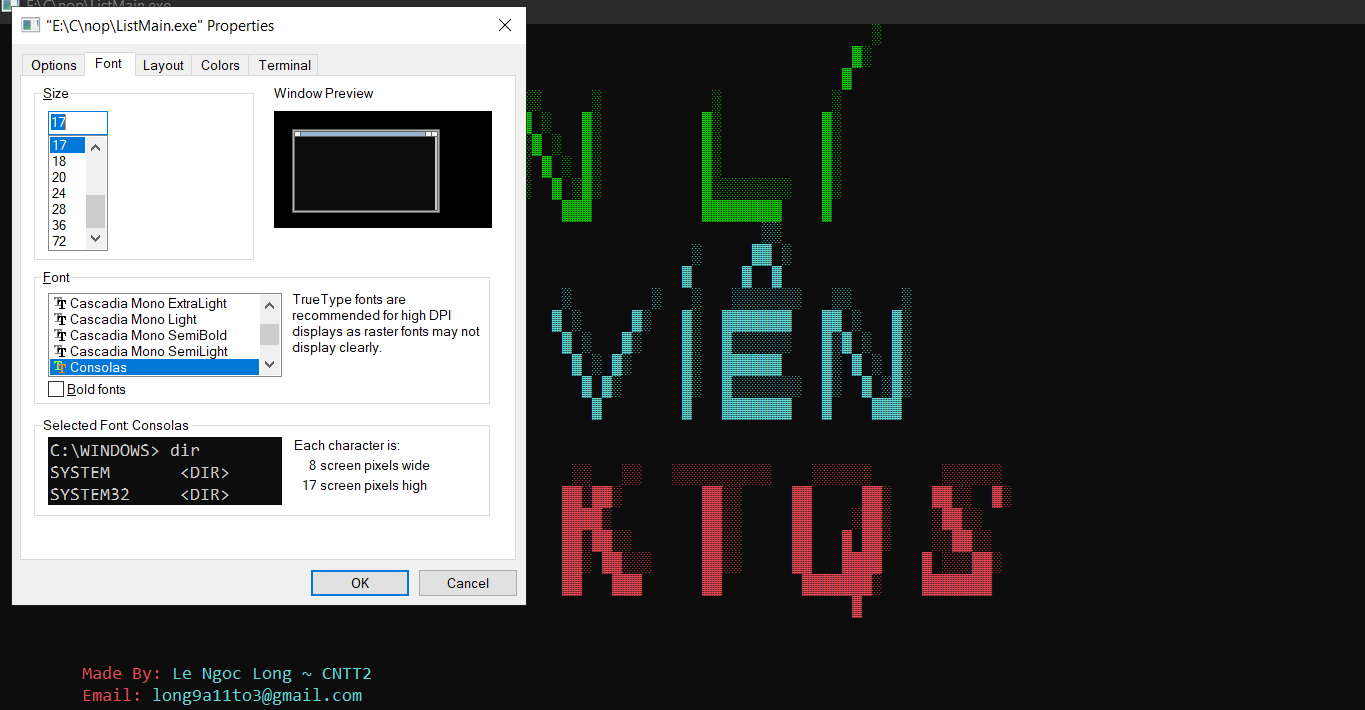 E:\C\nop\ListMain.exe
"E:\C\nop\ListMain.exe" Properties
Options Font Layout Colors Terminal
Size
17
17
18
20
24
28
36
72
Window Preview
Font
Cascadia Mono ExtraLight
Cascadia Mono Light
Cascadia Mono SemiBold
Cascadia Mono SemiLight
Consolas
Bold fonts
TrueType fonts are
recommended for high DPI
displays as raster fonts may not
display clearly.
Selected Font: Consolas
C:\WINDOWS> dir
SYSTEM <DIR>
SYSTEM32 <DIR>
Each character is:
8 screen pixels wide
17 screen pixels high
OK Cancel
LÍ
VIỆN
KTQS
Made By: Le Ngoc Long ~ CNTT2
Email: long9a11to3@gmail.com